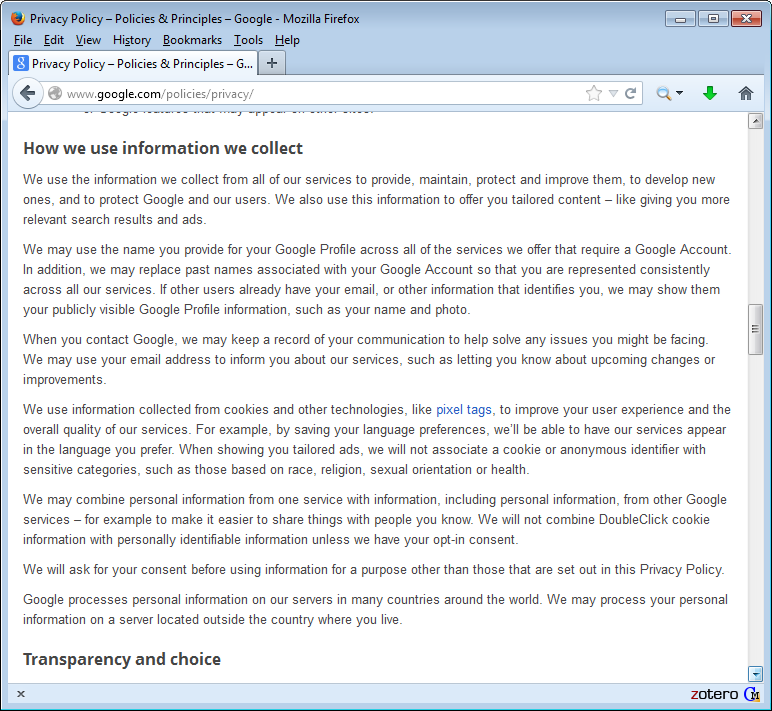 Privacy Policy – Policies & Principles – Google - Mozilla Firefox
File Edit View History Bookmarks Tools Help
Privacy Policy – Policies & Principles – G...
www.google.com/policies/privacy/
or Google features that may appear on other sites.
How we use information we collect
We use the information we collect from all of our services to provide, maintain, protect and improve them, to develop new
ones, and to protect Google and our users. We also use this information to offer you tailored content – like giving you more
relevant search results and ads.
We may use the name you provide for your Google Profile across all of the services we offer that require a Google Account.
In addition, we may replace past names associated with your Google Account so that you are represented consistently
across all our services. If other users already have your email, or other information that identifies you, we may show them
your publicly visible Google Profile information, such as your name and photo.
When you contact Google, we may keep a record of your communication to help solve any issues you might be facing.
We may use your email address to inform you about our services, such as letting you know about upcoming changes or
improvements.
We use information collected from cookies and other technologies, like pixel tags, to improve your user experience and the
overall quality of our services. For example, by saving your language preferences, we’ll be able to have our services appear
in the language you prefer. When showing you tailored ads, we will not associate a cookie or anonymous identifier with
sensitive categories, such as those based on race, religion, sexual orientation or health.
We may combine personal information from one service with information, including personal information, from other Google
services – for example to make it easier to share things with people you know. We will not combine DoubleClick cookie
information with personally identifiable information unless we have your opt-in consent.
We will ask for your consent before using information for a purpose other than those that are set out in this Privacy Policy.
Google processes personal information on our servers in many countries around the world. We may process your personal
information on a server located outside the country where you live.
Transparency and choice
zotero